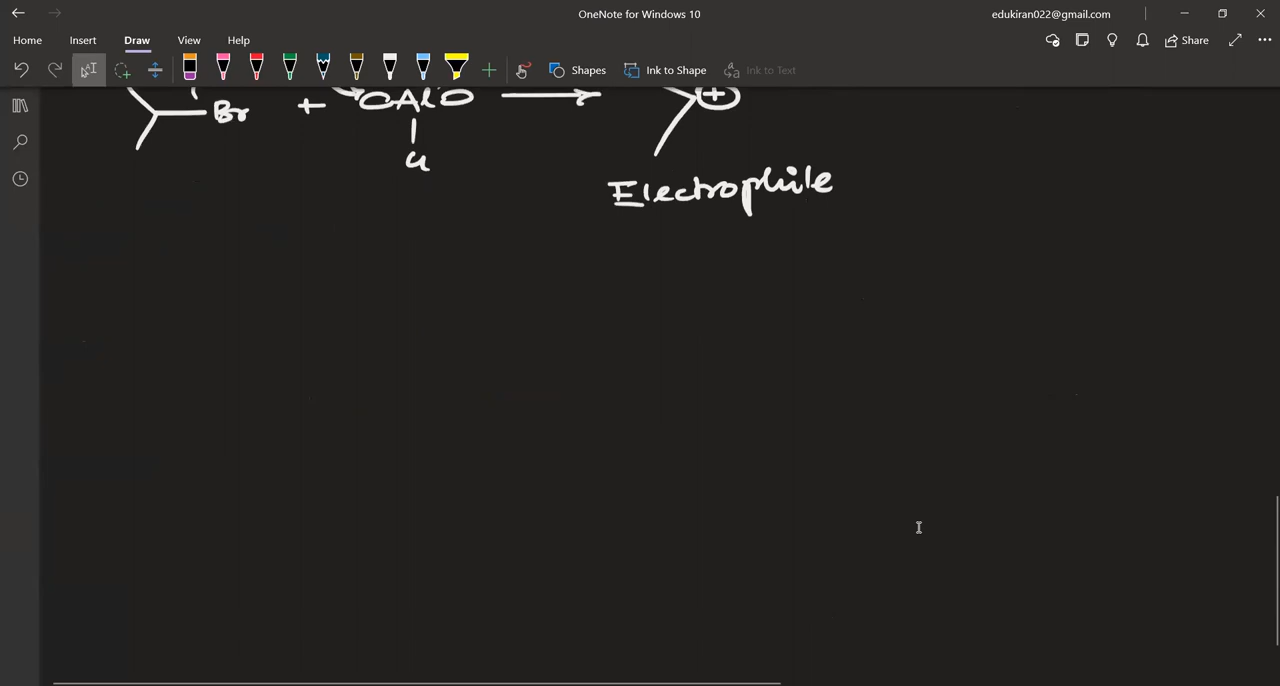 OneNote for Windows 10
edukiran022@gmail.com
Home Insert Draw View Help
Share
Shapes Ink to Shape Ink to Text
Br + ClAlCl ⊕
Cl
Electrophile